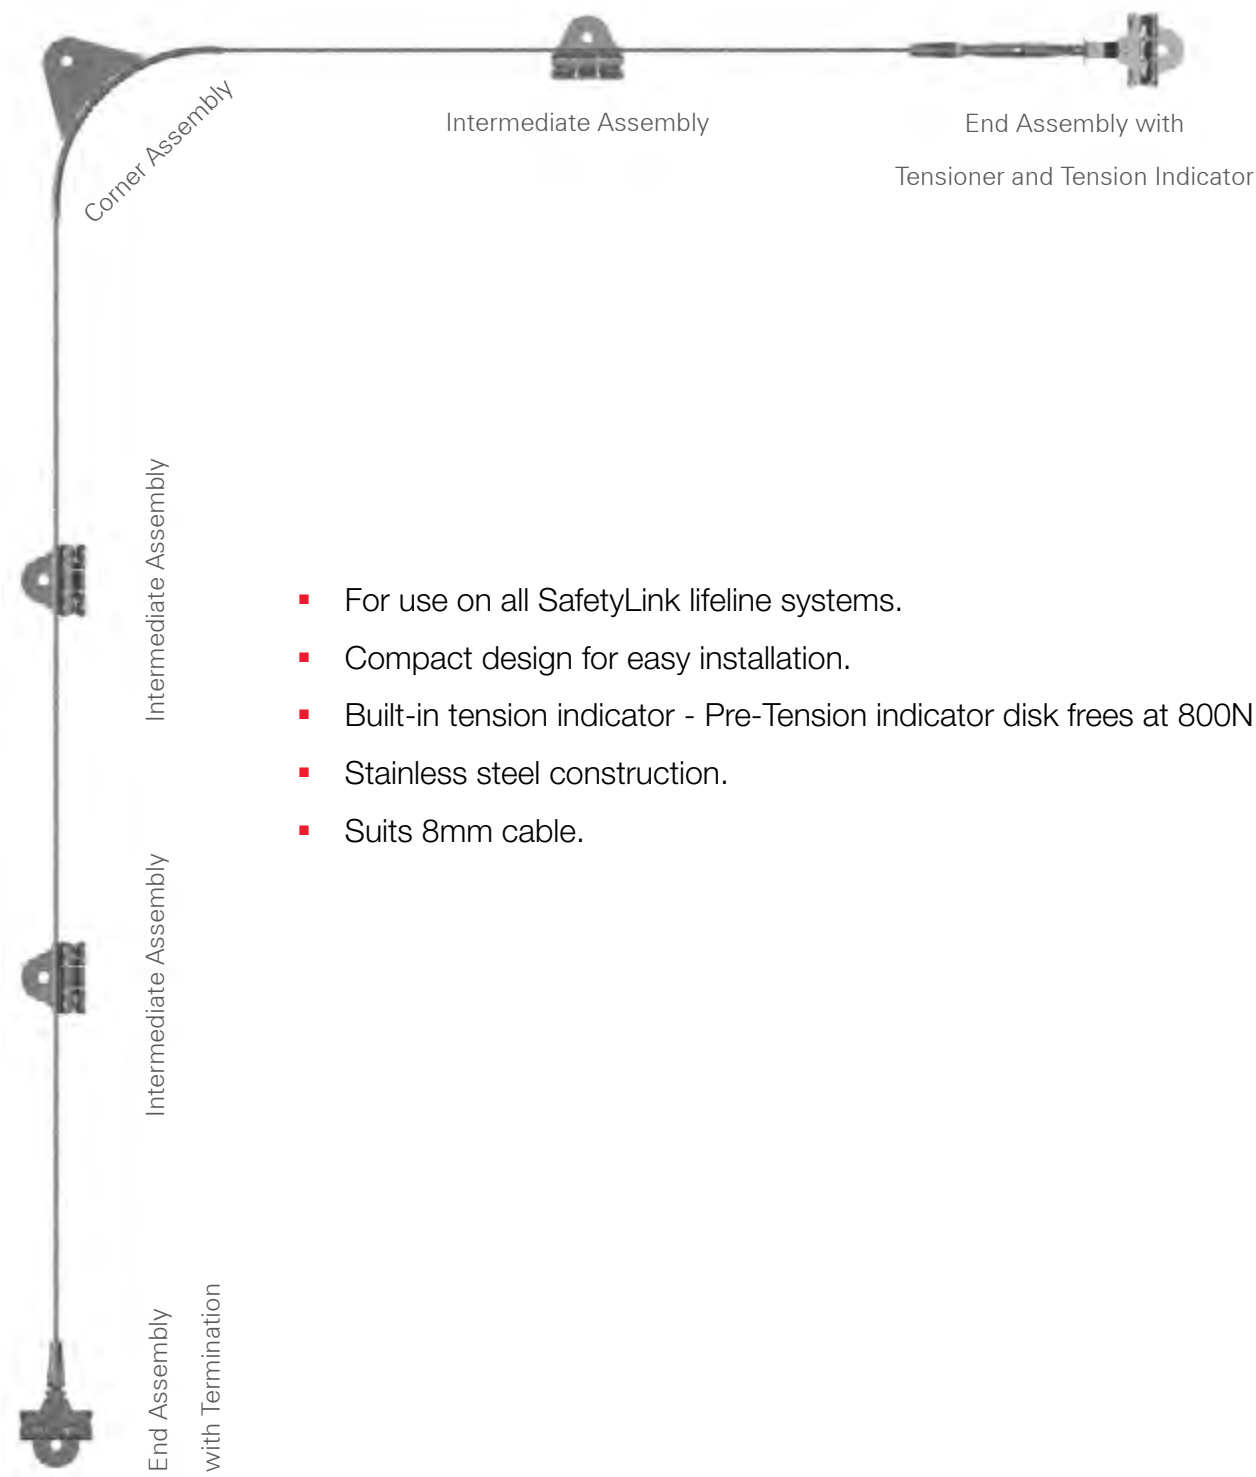 Corner Assembly
Intermediate Assembly
End Assembly with
Tensioner and Tension Indicator
Intermediate Assembly
For use on all SafetyLink lifeline systems.
Compact design for easy installation.
Built-in tension indicator - Pre-Tension indicator disk frees at 800N
Stainless steel construction.
Suits 8mm cable.
Intermediate Assembly
End Assembly
with Termination